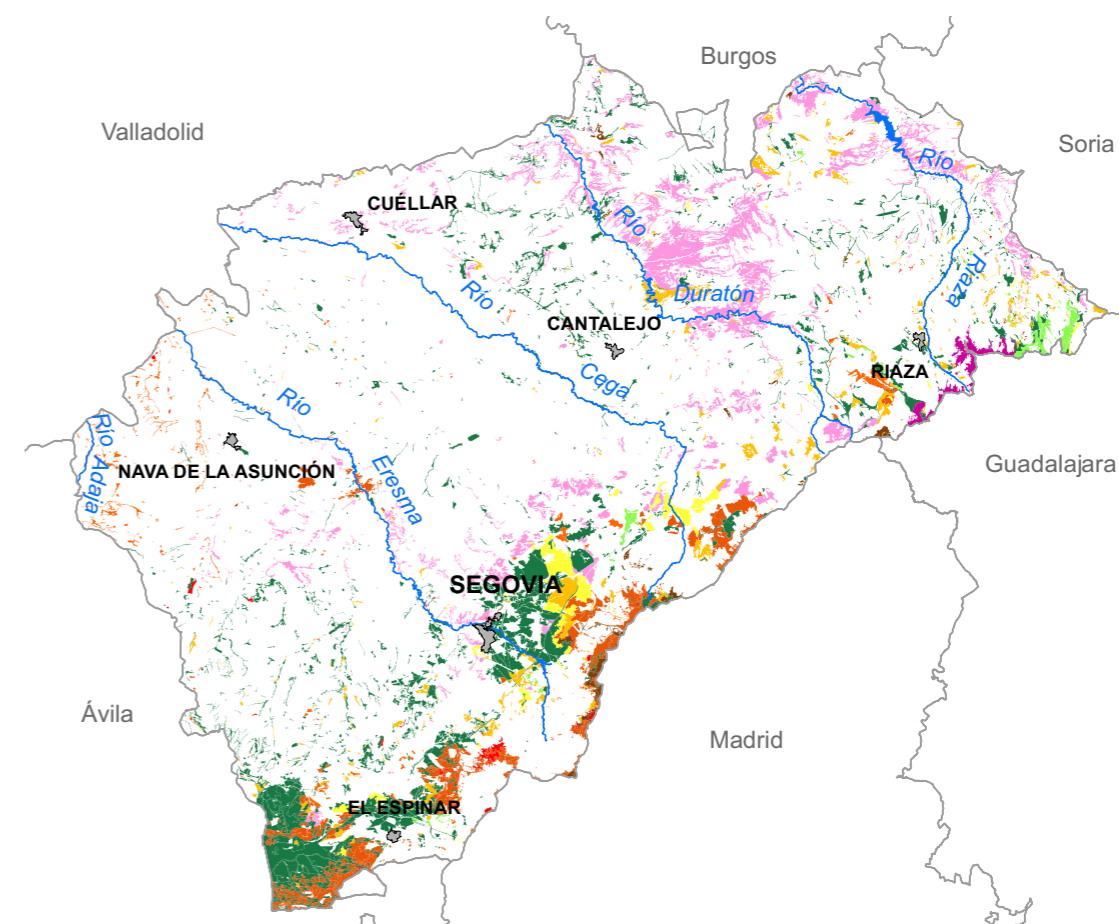 Burgos
Valladolid
Soria
Río
CUÉLLAR
Río
Riaza
Río
Duratón
CANTALEJO
RIAZA
Cega
Río
Río Adaja
NAVA DE LA ASUNCIÓN
Eresma
Guadalajara
SEGOVIA
Ávila
Madrid
EL ESPINAR